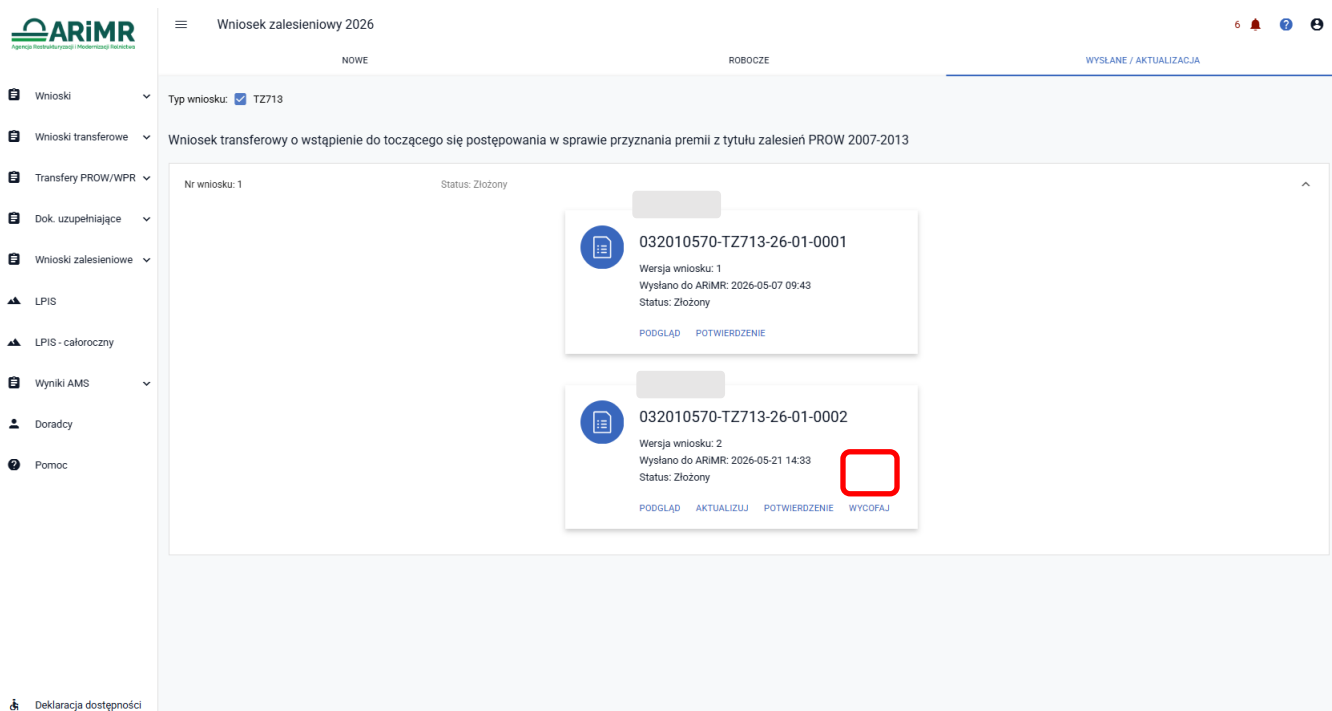 ARiMR
Agencja Restrukturyzacji i Modernizacji Rolnictwa
Wniosek zalesieniowy 2026
6
NOWE
ROBOCZE
WYSŁANE / AKTUALIZACJA
Wnioski
Wnioski transferowe
Transfery PROW/WPR
Dok. uzupełniające
Wnioski zalesieniowe
LPIS
LPIS - całoroczny
Wyniki AMS
Doradcy
Pomoc
Deklaracja dostępności
Typ wniosku: TZ713
Wniosek transferowy o wstąpienie do toczącego się postępowania w sprawie przyznania premii z tytułu zalesień PROW 2007-2013
Nr wniosku: 1
Status: Złożony
032010570-TZ713-26-01-0001
Wersja wniosku: 1
Wysłano do ARiMR: 2026-05-07 09:43
Status: Złożony
PODGLĄD POTWIERDZENIE
032010570-TZ713-26-01-0002
Wersja wniosku: 2
Wysłano do ARiMR: 2026-05-21 14:33
Status: Złożony
PODGLĄD AKTUALIZUJ POTWIERDZENIE WYCOFAJ